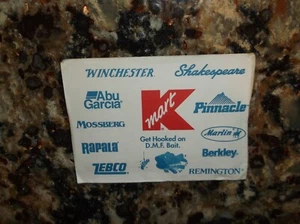 WINCHESTER
Shakespeare
Abu
Garcia
K
mart
PINNACLE
MOSSBERG
Marlin
Get Hooked on
D.M.F. Bait.
RAPALA
Berkley
ZEBCO
REMINGTON